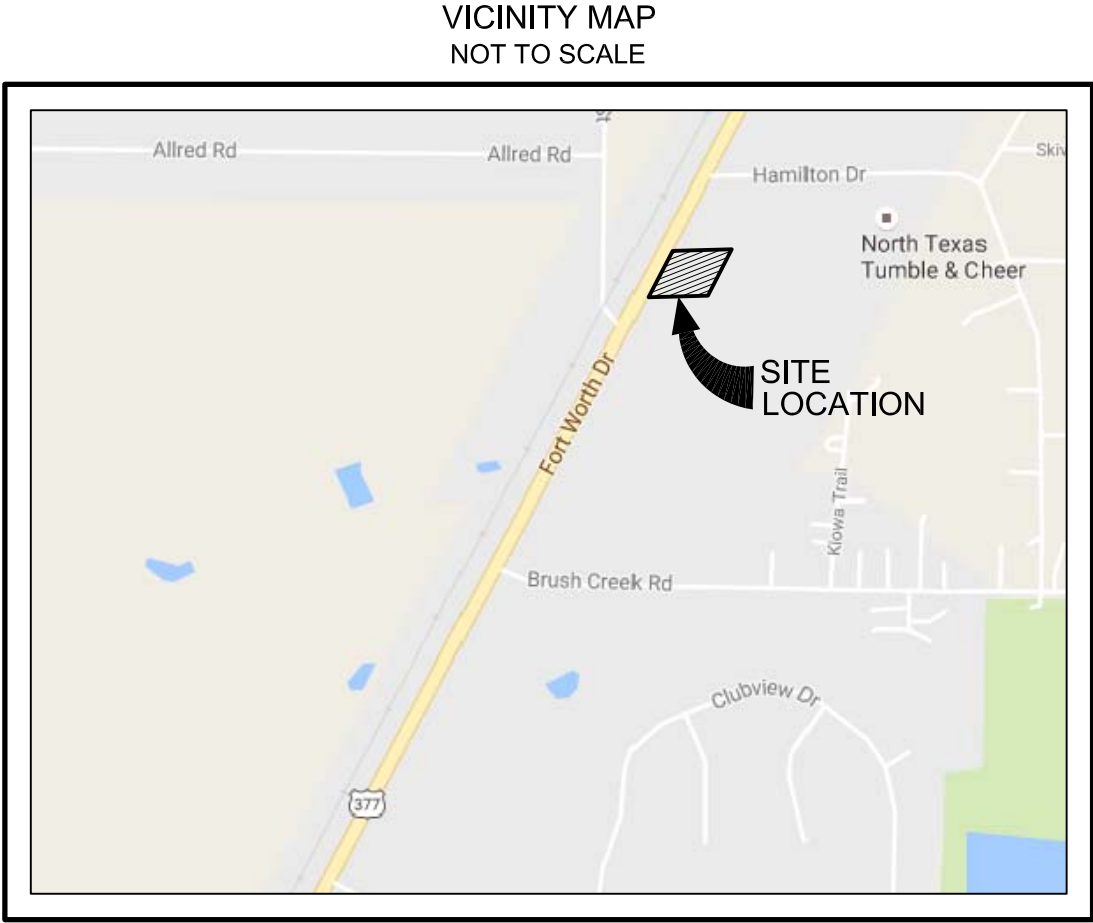 VICINITY MAP
NOT TO SCALE
Allred Rd
Allred Rd
Hamilton Dr
North Texas
Tumble & Cheer
SITE
LOCATION
Fort Worth Dr
Kiowa Trail
Brush Creek Rd
Clubview Dr
377